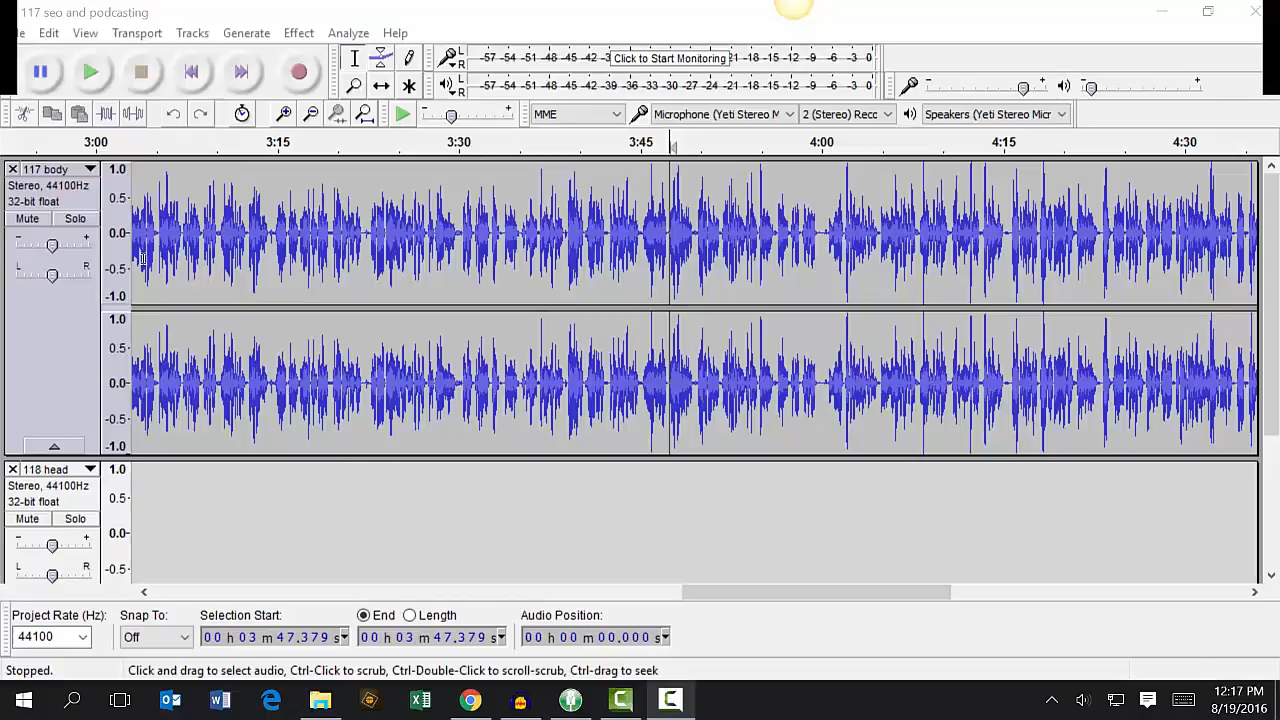 117 seo and podcasting
Edit View Transport Tracks Generate Effect Analyze Help
L R -57 -54 -51 -48 -45 -42 -3 Click to Start Monitoring 21 -18 -15 -12 -9 -6 -3 0
L R -57 -54 -51 -48 -45 -42 -39 -36 -33 -30 -27 -24 -21 -18 -15 -12 -9 -6 -3 0
- + - +
- + MME Microphone (Yeti Stereo M 2 (Stereo) Reco Speakers (Yeti Stereo Micr
3:00 3:15 3:30 3:45 4:00 4:15 4:30
117 body 1.0
Stereo, 44100Hz
32-bit float 0.5
Mute Solo
- + 0.0
L R -0.5
-1.0
1.0
0.5
0.0
-0.5
-1.0
118 head 1.0
Stereo, 44100Hz
32-bit float 0.5
Mute Solo
- + 0.0
L R -0.5
Project Rate (Hz): Snap To: Selection Start: End Length Audio Position:
44100 Off 00 h 03 m 47.379 s 00 h 03 m 47.379 s 00 h 00 m 00.000 s
Stopped. Click and drag to select audio, Ctrl-Click to scrub, Ctrl-Double-Click to scroll-scrub, Ctrl-drag to seek
12:17 PM
8/19/2016